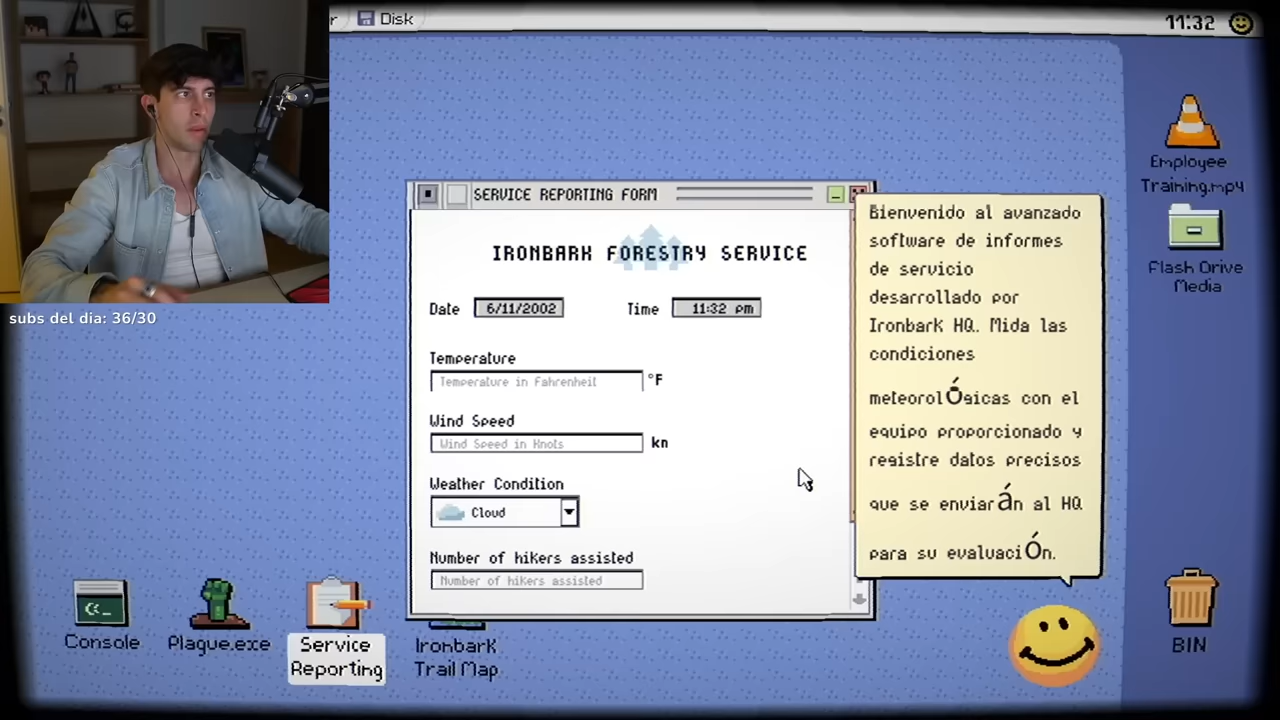 Disk
11:32
subs del dia: 36/30
SERVICE REPORTING FORM
IRONBARK FORESTRY SERVICE
Date 6/11/2002 Time 11:32 pm
Temperature
Temperature in Fahrenheit °F
Wind Speed
Wind Speed in Knots kn
Weather Condition
Cloud
Number of hikers assisted
Number of hikers assisted
Bienvenido al avanzado
software de informes
de servicio
desarrollado por
Ironbark HQ. Mida las
condiciones
meteorolÓgicas con el
equipo proporcionado y
registre datos precisos
que se enviarán al HQ
para su evaluaciÓn.
Employee
Training.mp4
Flash Drive
Media
Console
Plague.exe
Service
Reporting
Ironbark
Trail Map
BIN